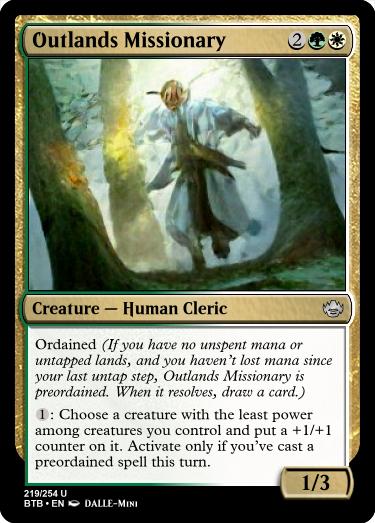 Outlands Missionary 2
Creature — Human Cleric
Ordained (If you have no unspent mana or
untapped lands, and you haven't lost mana since
your last untap step, Outlands Missionary is
preordained. When it resolves, draw a card.)
1: Choose a creature with the least power
among creatures you control and put a +1/+1
counter on it. Activate only if you've cast a
preordained spell this turn.
1/3
219/254 U
BTB • EN DALLE-Mini